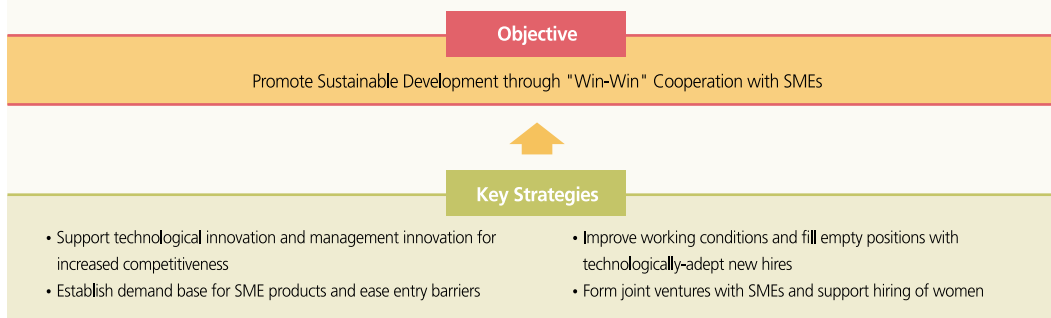 Objective
Promote Sustainable Development through "Win-Win" Cooperation with SMEs
Key Strategies
• Support technological innovation and management innovation for
increased competitiveness
• Establish demand base for SME products and ease entry barriers
• Improve working conditions and fill empty positions with
technologically-adept new hires
• Form joint ventures with SMEs and support hiring of women